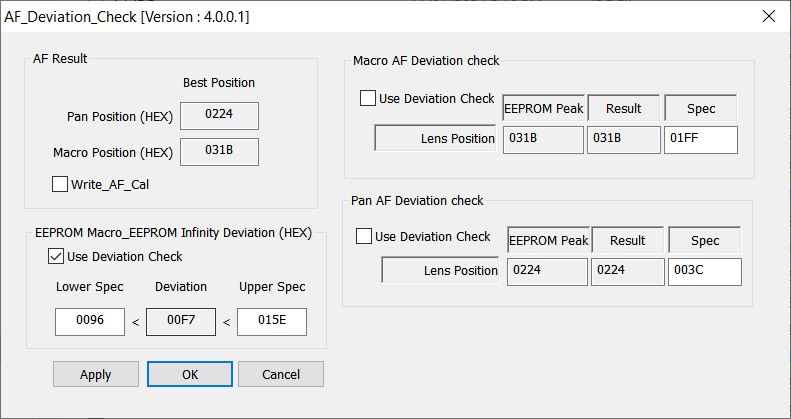 AF_Deviation_Check [Version : 4.0.0.1]
AF Result
Best Position
Pan Position (HEX) 0224
Macro Position (HEX) 031B
Write_AF_Cal
EEPROM Macro_EEPROM Infinity Deviation (HEX)
Use Deviation Check
Lower Spec Deviation Upper Spec
0096 < 00F7 < 015E
Apply OK Cancel
Macro AF Deviation check
Use Deviation Check EEPROM Peak Result Spec
Lens Position 031B 031B 01FF
Pan AF Deviation check
Use Deviation Check EEPROM Peak Result Spec
Lens Position 0224 0224 003C